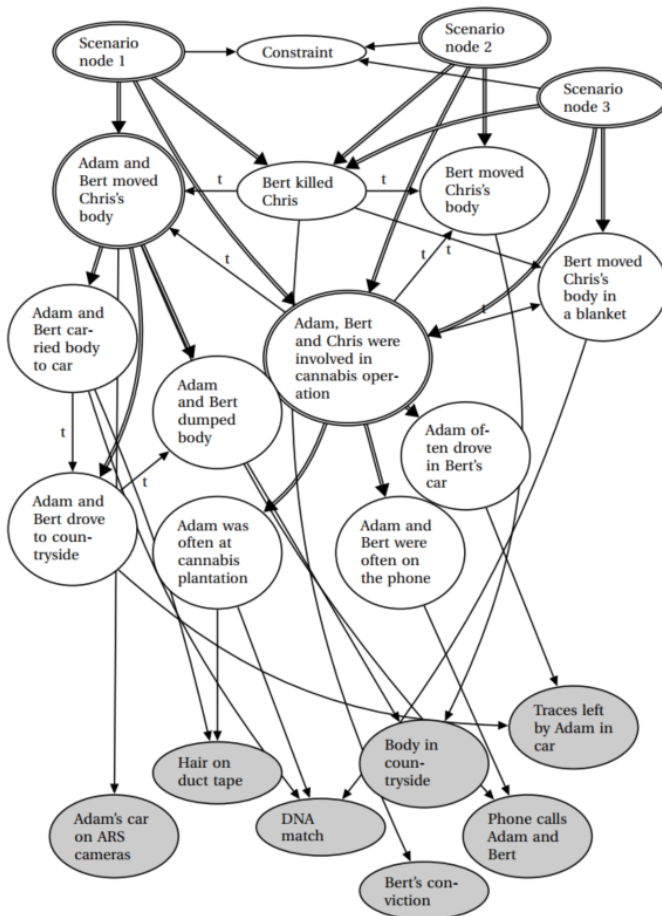 Scenario
node 1
Constraint
Scenario
node 2
Scenario
node 3
Adam and
Bert moved
Chris's
body
t
Bert killed
Chris
t
Bert moved
Chris's
body
t
t
t
Bert moved
Chris's
body in
a blanket
t
Adam and
Bert car-
ried body
to car
Adam, Bert
and Chris were
involved in
cannabis oper-
ation
Adam
and Bert
dumped
body
Adam of-
ten drove
in Bert's
car
t
t
Adam and
Bert drove
to coun-
tryside
Adam was
often at
cannabis
plantation
Adam and
Bert were
often on
the phone
Traces left
by Adam in
car
Hair on
duct tape
Body in
coun-
tryside
Adam's car
on ARS
cameras
DNA
match
Phone calls
Adam and
Bert
Bert's con-
viction